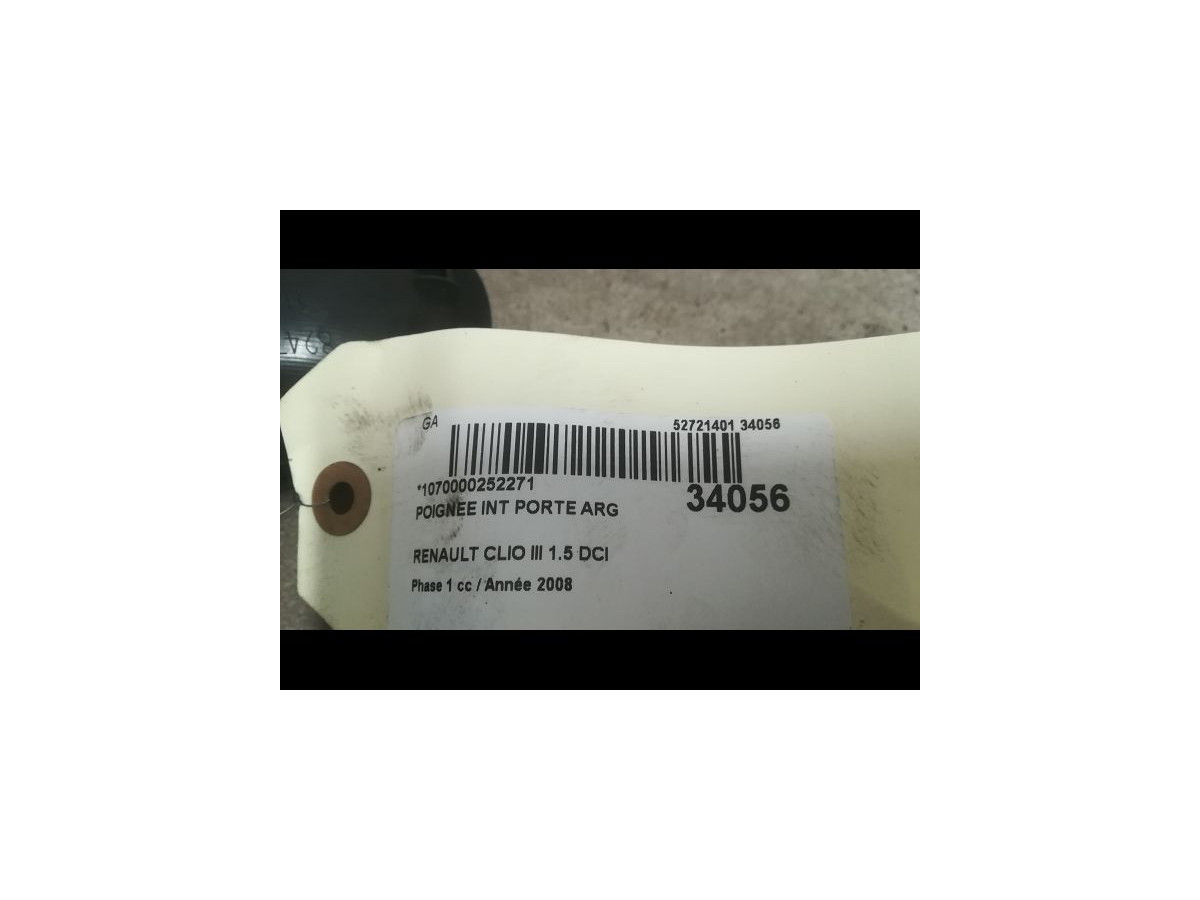 GA
52721401 34056
*1070000252271
34056
POIGNEE INT PORTE ARG
RENAULT CLIO III 1.5 DCI
Phase 1 cc / Année 2008